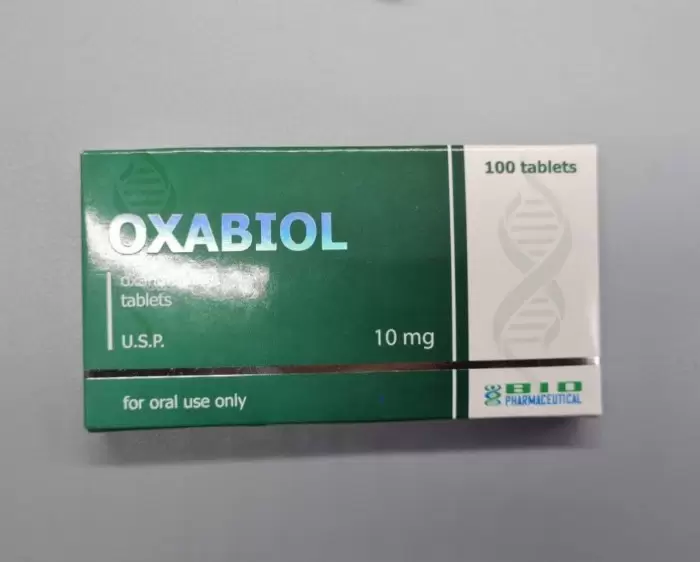 100 tablets
OXABIOL
tablets
U.S.P.
10 mg
for oral use only
BIO
PHARMACEUTICAL